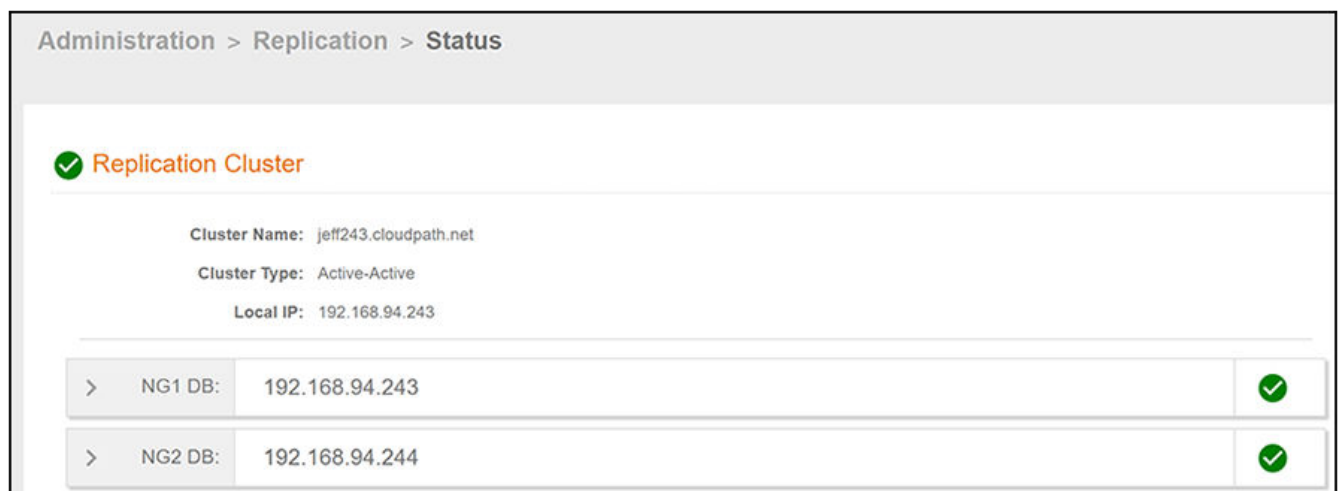 Administration > Replication > Status
Replication Cluster
Cluster Name: jeff243.cloudpath.net
Cluster Type: Active-Active
Local IP: 192.168.94.243
> NG1 DB: 192.168.94.243
> NG2 DB: 192.168.94.244